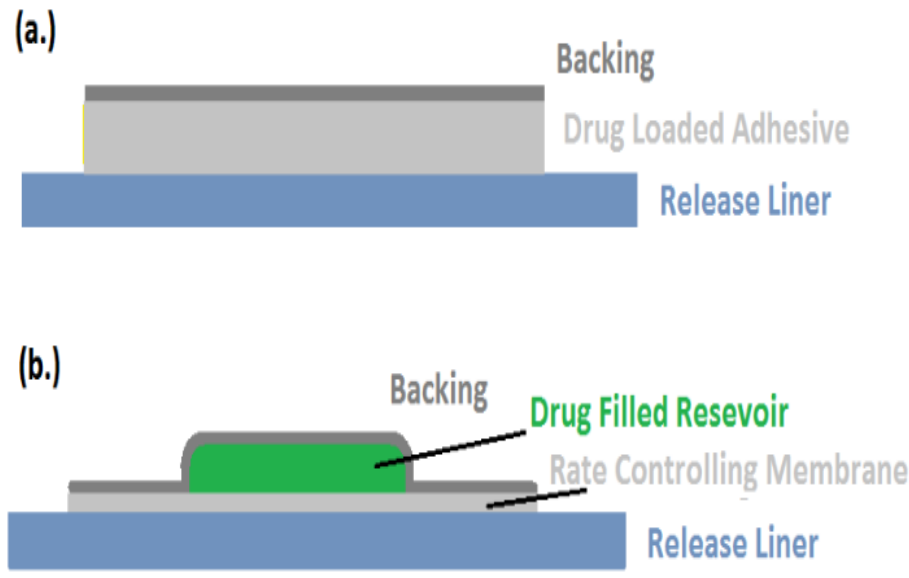 (a.)
Backing
Drug Loaded Adhesive
Release Liner
(b.)
Backing
Drug Filled Resevoir
Rate Controlling Membrane
Release Liner